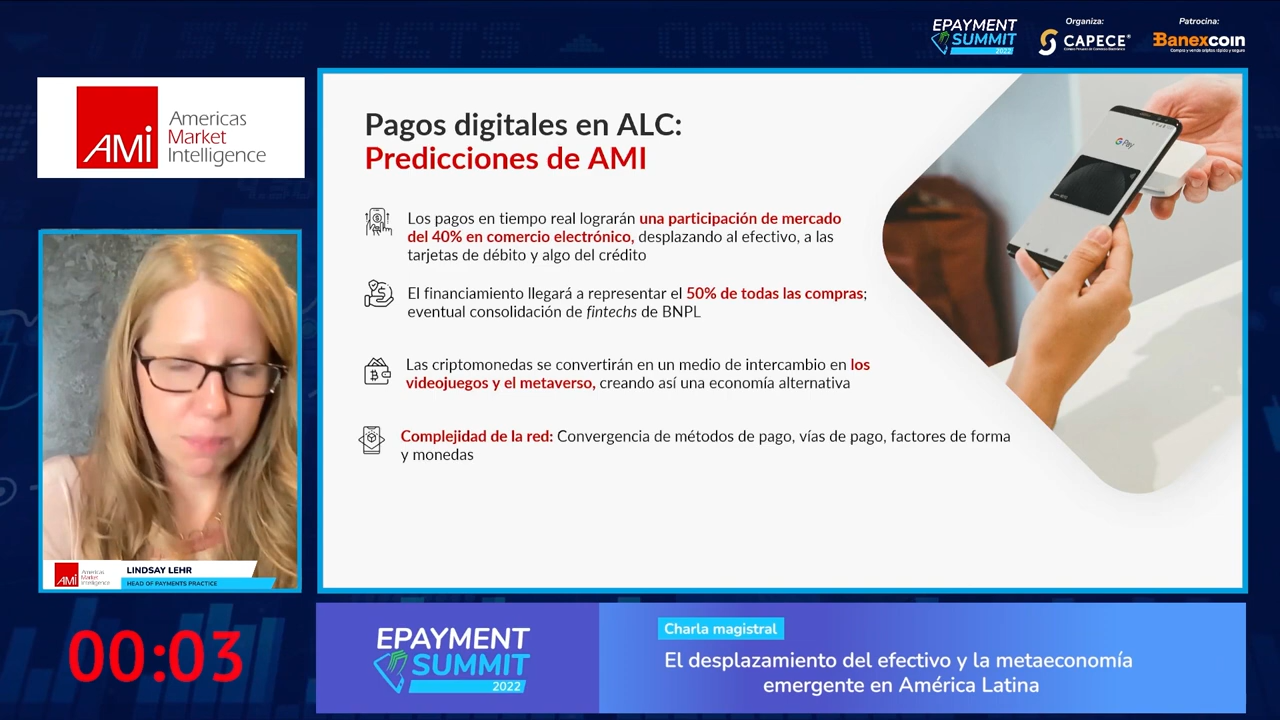 EPAYMENT
SUMMIT
2022
Organiza:
CAPECE
Patrocina:
Banexcoin
AMi
Americas
Market
Intelligence
Pagos digitales en ALC:
Predicciones de AMI
Los pagos en tiempo real lograrán una participación de mercado
del 40% en comercio electrónico, desplazando al efectivo, a las
tarjetas de débito y algo del crédito
El financiamiento llegará a representar el 50% de todas las compras;
eventual consolidación de fintechs de BNPL
Las criptomonedas se convertirán en un medio de intercambio en los
videojuegos y el metaverso, creando así una economía alternativa
Complejidad de la red: Convergencia de métodos de pago, vías de pago, factores de forma
y monedas
G Pay
AMi
Americas
Market
Intelligence
LINDSAY LEHR
HEAD OF PAYMENTS PRACTICE
00:03
EPAYMENT
SUMMIT
2022
Charla magistral
El desplazamiento del efectivo y la metaeconomía
emergente en América Latina